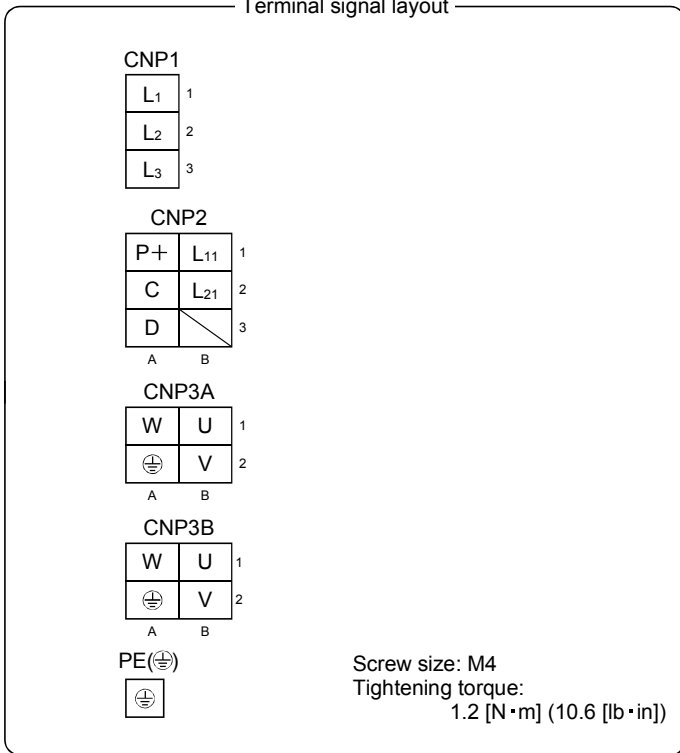 Terminal signal layout
CNP1
L1 1
L2 2
L3 3
CNP2
P+ L11 1
C L21 2
D 3
A B
CNP3A
W U 1
V 2
A B
CNP3B
W U 1
V 2
A B
PE(⏚)
Screw size: M4
Tightening torque:
1.2 [N・m] (10.6 [lb・in])